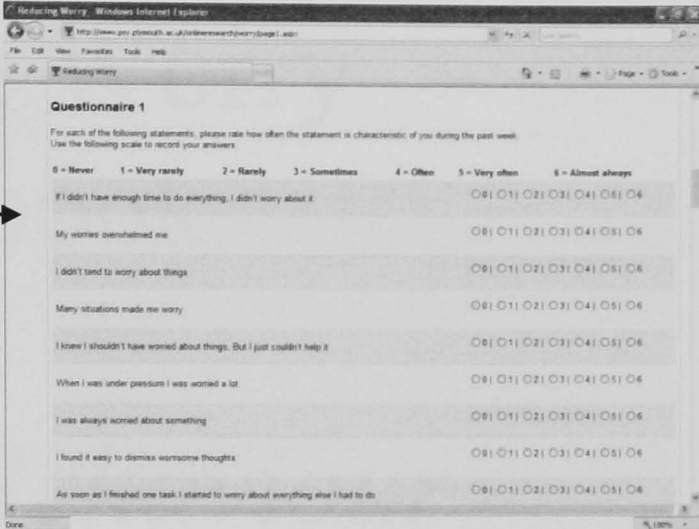 Reducing Worry Windows Internet Explorer
File Edit View Favorites Tools Help
Reducing Worry
Page Tools
Questionnaire 1
For each of the following statements, please rate how often the statement is characteristic of you during the past week
Use the following scale to record your answers
0 = Never 1 = Very rarely 2 = Rarely 3 = Sometimes 4 = Often 5 = Very often 6 = Almost always
If I didn't have enough time to do everything, I didn't worry about it 0| 1| 2| 3| 4| 5| 6
My worries overwhelmed me 0| 1| 2| 3| 4| 5| 6
I didn't tend to worry about things 0| 1| 2| 3| 4| 5| 6
Many situations made me worry 0| 1| 2| 3| 4| 5| 6
I knew I shouldn't have worried about things. But I just couldn't help it 0| 1| 2| 3| 4| 5| 6
When I was under pressure I was worried a lot 0| 1| 2| 3| 4| 5| 6
I was always worried about something 0| 1| 2| 3| 4| 5| 6
I found it easy to dismiss worrisome thoughts 0| 1| 2| 3| 4| 5| 6
As soon as I finished one task I started to worry about everything else I had to do 0| 1| 2| 3| 4| 5| 6
Done 100%